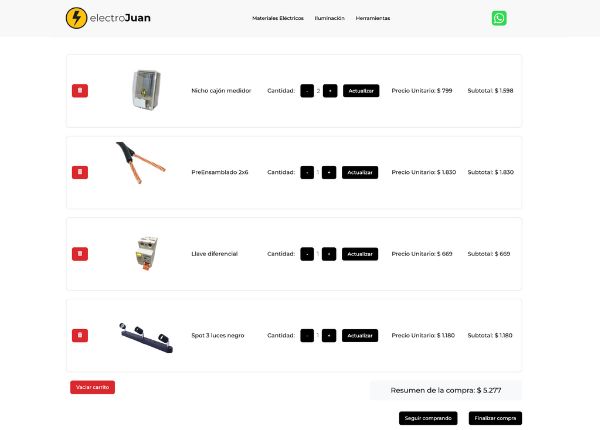 electroJuan
Materiales Eléctricos Iluminación Herramientas
Nicho cajón medidor Cantidad: - 2 + Actualizar Precio Unitario: $ 799 Subtotal: $ 1.598
PreEnsamblado 2x6 Cantidad: - 1 + Actualizar Precio Unitario: $ 1.830 Subtotal: $ 1.830
Llave diferencial Cantidad: - 1 + Actualizar Precio Unitario: $ 669 Subtotal: $ 669
Spot 3 luces negro Cantidad: - 1 + Actualizar Precio Unitario: $ 1.180 Subtotal: $ 1.180
Vaciar carrito
Resumen de la compra: $ 5.277
Seguir comprando Finalizar compra